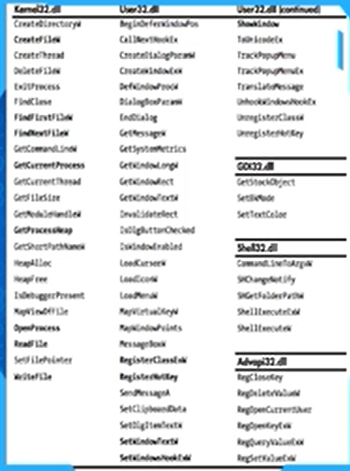 Kernel32.dll
CreateDirectoryW
CreateFileW
CreateThread
DeleteFileW
ExitProcess
FindClose
FindFirstFileW
FindNextFileW
GetCommandLineW
GetCurrentProcess
GetCurrentThread
GetFileSize
GetModuleHandleW
GetProcessHeap
GetShortPathNameW
HeapAlloc
HeapFree
IsDebuggerPresent
MapViewOfFile
OpenProcess
ReadFile
SetFilePointer
WriteFile
User32.dll
BeginDeferWindowPos
CallNextHookEx
CreateDialogParamW
CreateWindowExW
DefWindowProcW
DialogBoxParamW
EndDialog
GetMessageW
GetSystemMetrics
GetWindowLongW
GetWindowRect
GetWindowTextW
InvalidateRect
IsDlgButtonChecked
IsWindowEnabled
LoadCursorW
LoadIconW
LoadMenuW
MapVirtualKeyW
MapWindowPoints
MessageBoxW
RegisterClassExW
RegisterHotKey
SendMessageA
SetClipboardData
SetDlgItemTextW
SetWindowTextW
SetWindowsHookExW
User32.dll (continued)
ShowWindow
ToUnicodeEx
TrackPopupMenu
TrackPopupMenuEx
TranslateMessage
UnhookWindowsHookEx
UnregisterClassW
UnregisterHotKey
GDI32.dll
GetStockObject
SetBkMode
SetTextColor
Shell32.dll
CommandLineToArgvW
SHChangeNotify
SHGetFolderPathW
ShellExecuteExW
ShellExecuteW
Advapi32.dll
RegCloseKey
RegDeleteValueW
RegOpenCurrentUser
RegOpenKeyExW
RegQueryValueExW
RegSetValueExW